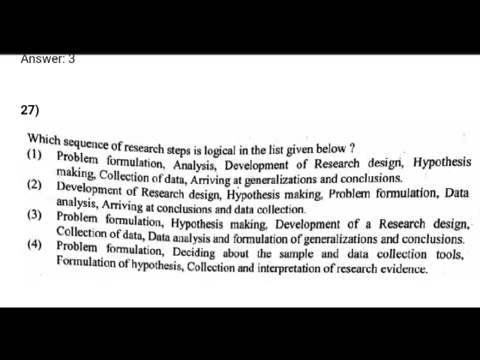 Answer: 3
27)
Which sequence of research steps is logical in the list given below ?
(1) Problem formulation, Analysis, Development of Research design, Hypothesis
making, Collection of data, Arriving at generalizations and conclusions.
(2) Development of Research design, Hypothesis making, Problem formulation, Data
analysis, Arriving at conclusions and data collection.
(3) Problem formulation, Hypothesis making, Development of a Research design,
Collection of data, Data analysis and formulation of generalizations and conclusions.
(4) Problem formulation, Deciding about the sample and data collection tools,
Formulation of hypothesis, Collection and interpretation of research evidence.